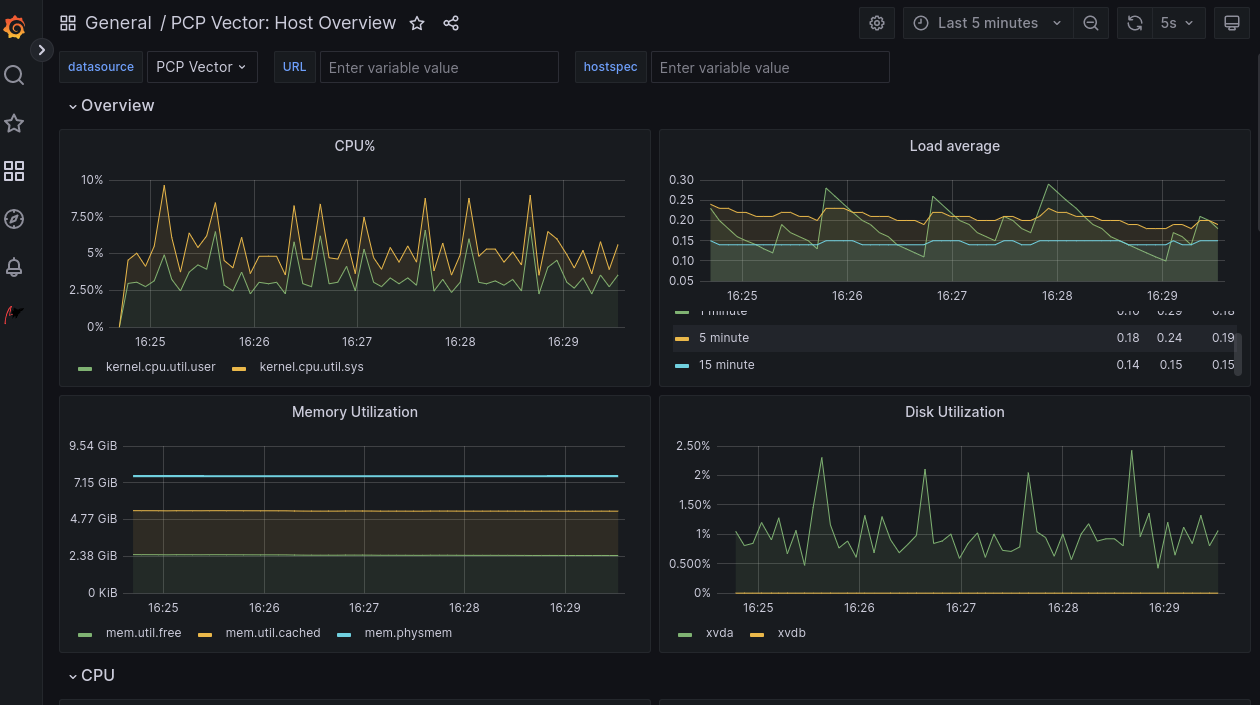 General / PCP Vector: Host Overview
Last 5 minutes
5s
datasource PCP Vector URL Enter variable value hostspec Enter variable value
Overview
CPU%
10%
7.50%
5%
2.50%
0%
16:25 16:26 16:27 16:28 16:29
kernel.cpu.util.user kernel.cpu.util.sys
Load average
0.30
0.25
0.20
0.15
0.10
0.05
16:25 16:26 16:27 16:28 16:29
1 minute 0.10 0.29 0.18
5 minute 0.18 0.24 0.19
15 minute 0.14 0.15 0.15
Memory Utilization
9.54 GiB
7.15 GiB
4.77 GiB
2.38 GiB
0 KiB
16:25 16:26 16:27 16:28 16:29
mem.util.free mem.util.cached mem.physmem
Disk Utilization
2.50%
2%
1.50%
1%
0.500%
0%
16:25 16:26 16:27 16:28 16:29
xvda xvdb
CPU